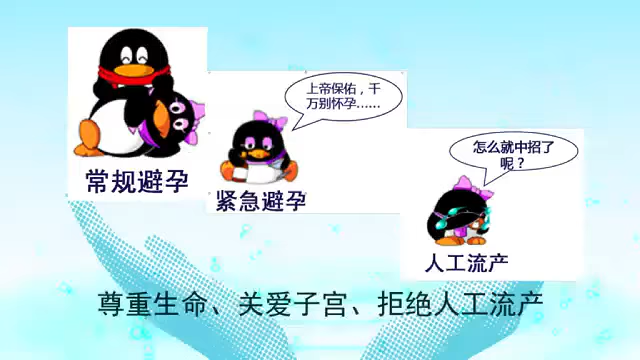 常规避孕
上帝保佑，千
万别怀孕……
紧急避孕
怎么就中招了
呢？
人工流产
尊重生命、关爱子宫、拒绝人工流产